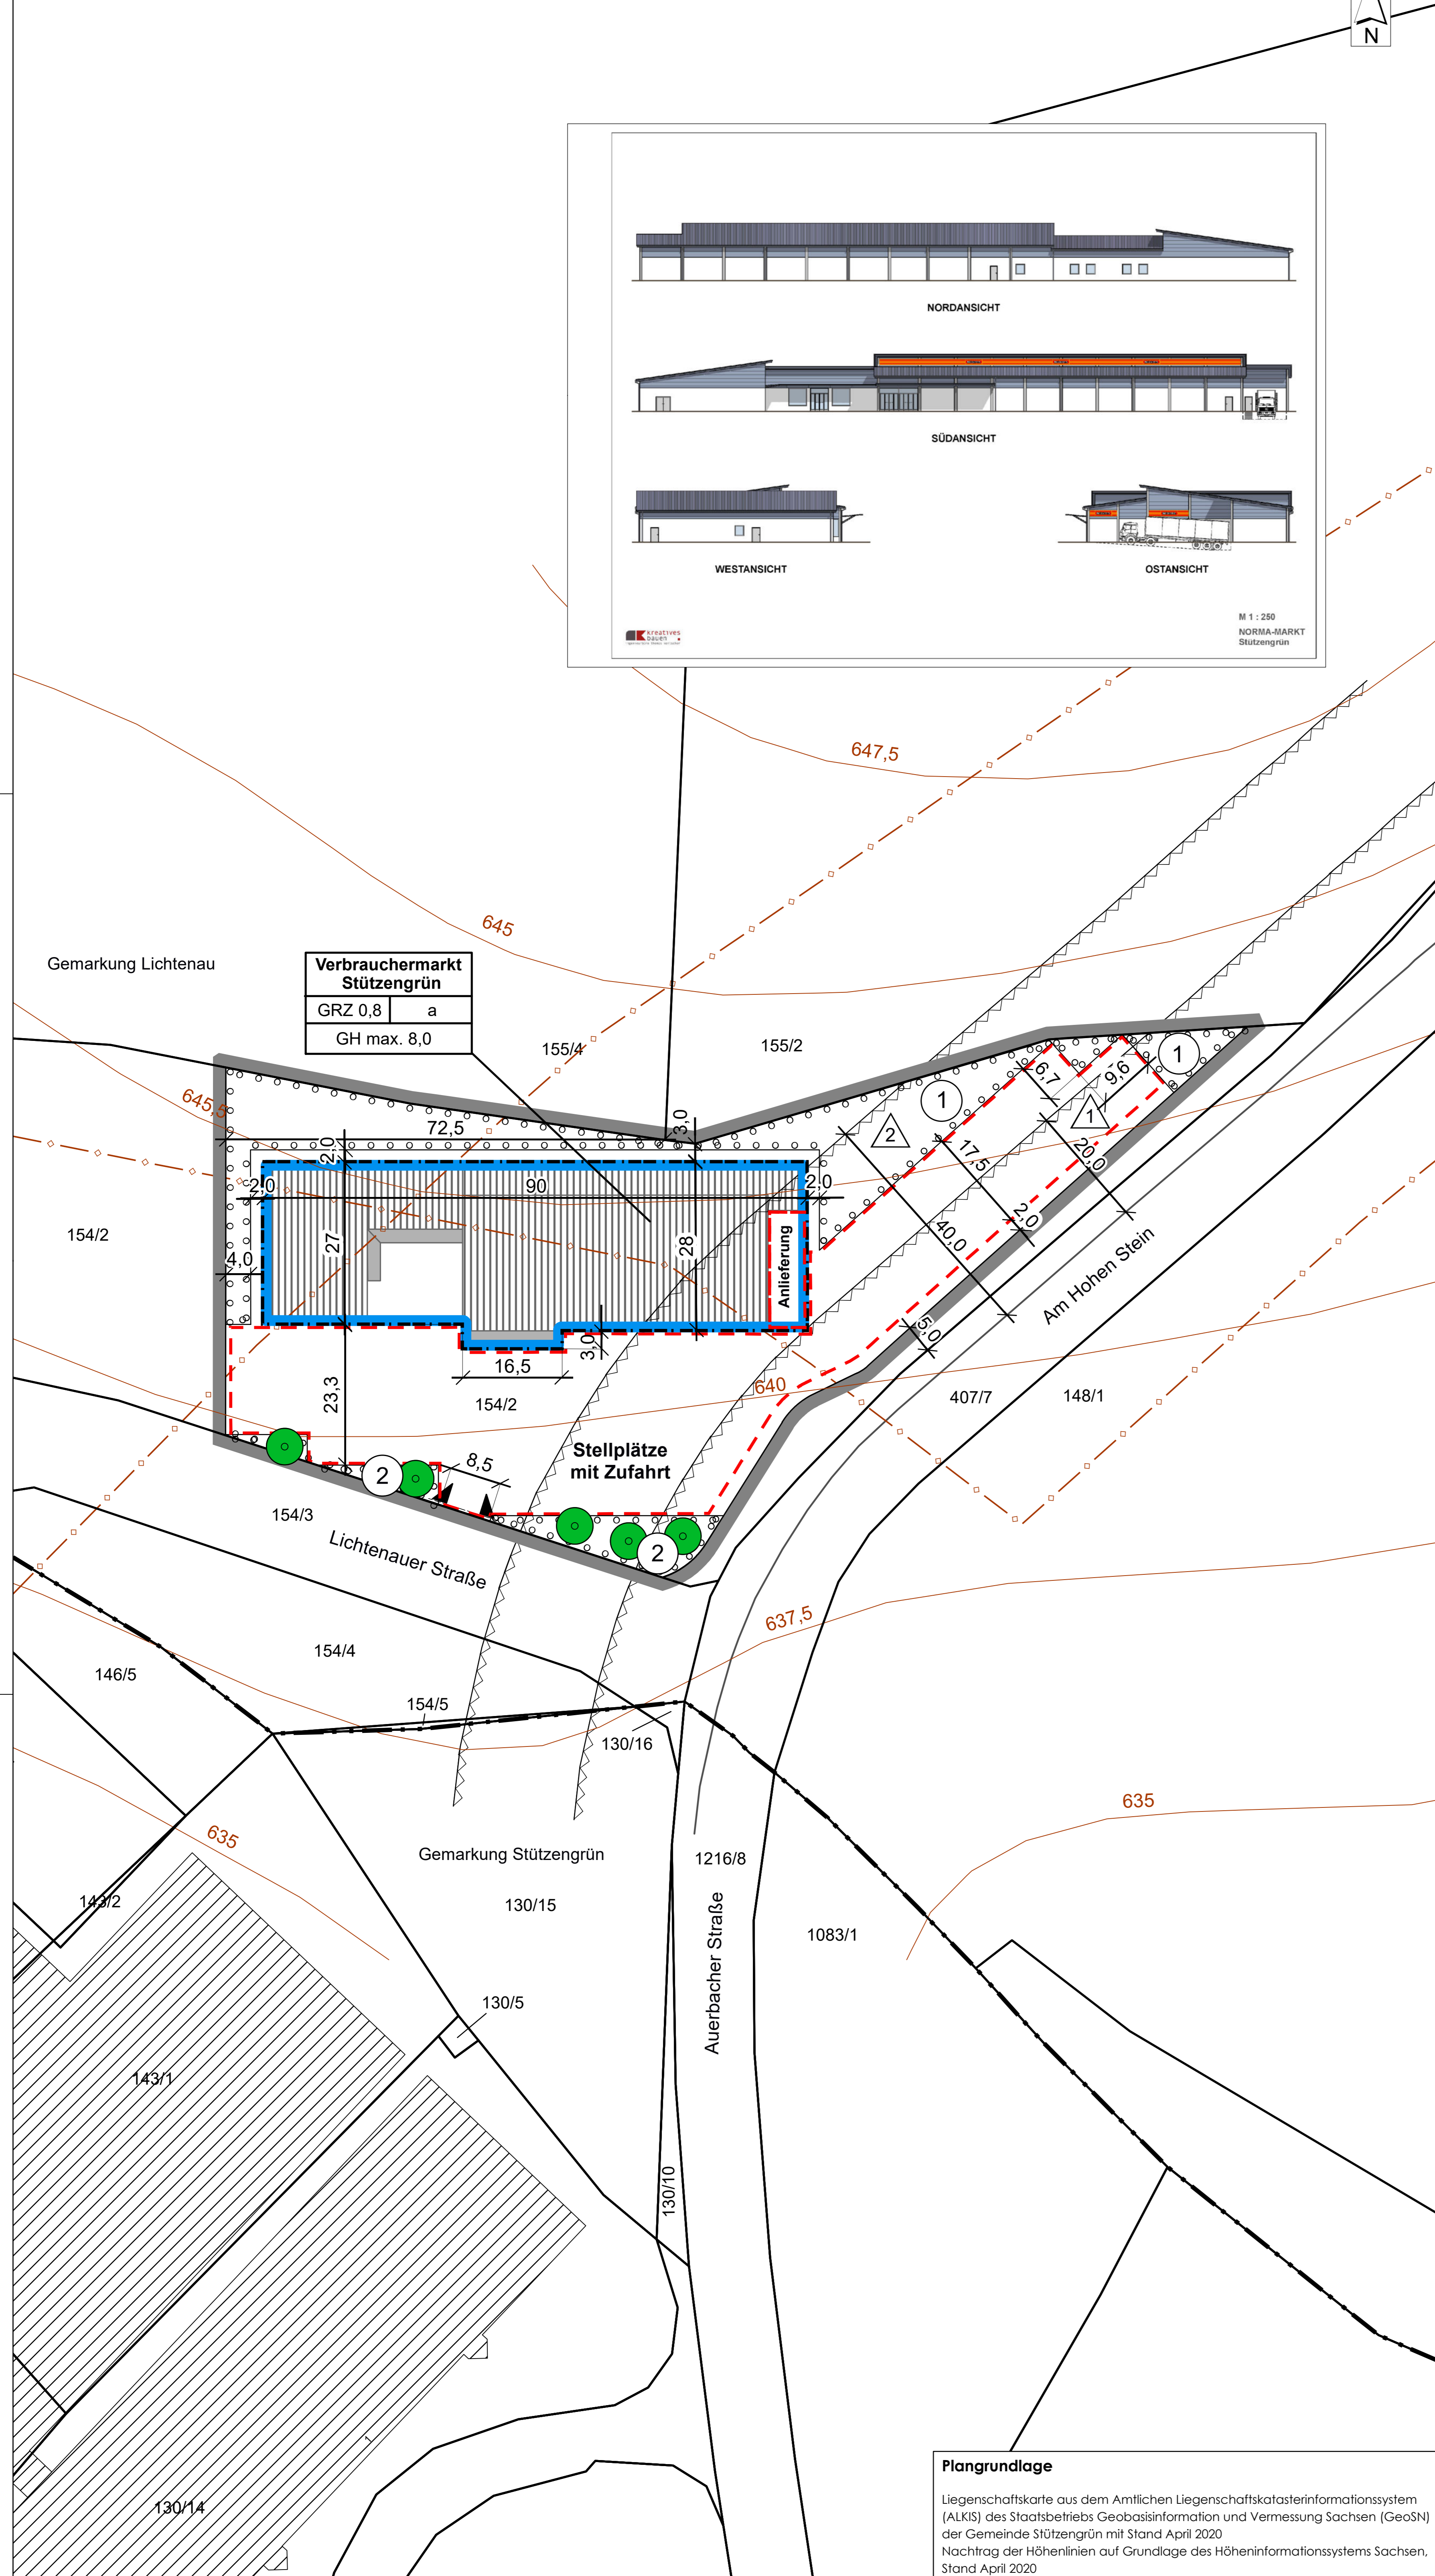 N
NORDANSICHT
SÜDANSICHT
WESTANSICHT
OSTANSICHT
kreatives
bauen
M 1 : 250
NORMA-MARKT
Stützengrün
647,5
645
Gemarkung Lichtenau
Verbrauchermarkt
Stützengrün
GRZ 0,8
a
GH max. 8,0
155/4
155/2
645,5
72,5
3,0
2,0
2,0
90
2,0
1
1
2
1
6,7
9,6
17,5
20,0
2,0
40,0
5,0
154/2
4,0
27
28
Anlieferung
Am Hohen Stein
16,5
3,0
23,3
154/2
640
407/7
148/1
Stellplätze
mit Zufahrt
8,5
2
2
154/3
Lichtenauer Straße
637,5
154/4
146/5
154/5
130/16
635
635
Gemarkung Stützengrün
1216/8
143/2
130/15
1083/1
Auerbacher Straße
130/5
143/1
130/10
1
130/14
Plangrundlage
Liegenschaftskarte aus dem Amtlichen Liegenschaftskatasterinformationssystem
(ALKIS) des Staatsbetriebs Geobasisinformation und Vermessung Sachsen (GeoSN)
der Gemeinde Stützengrün mit Stand April 2020
Nachtrag der Höhenlinien auf Grundlage des Höheninformationssystems Sachsen,
Stand April 2020